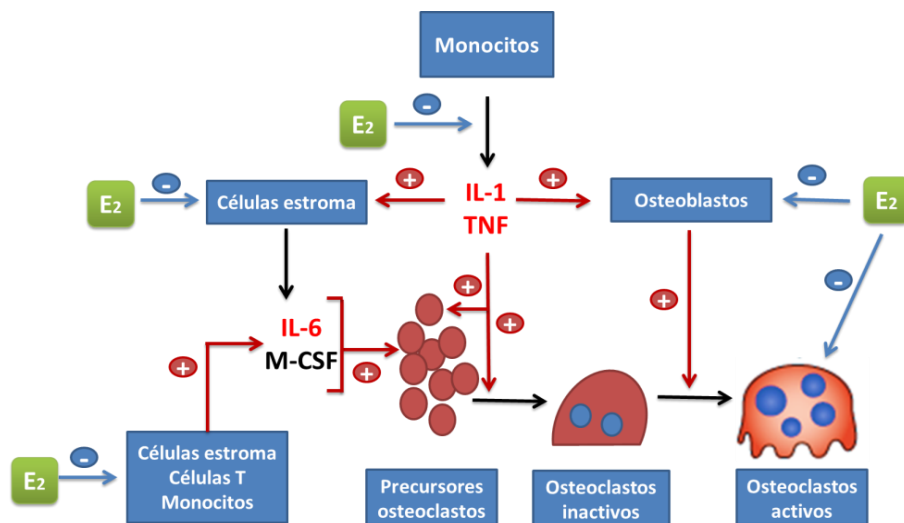 Monocitos
E₂
-
E₂
-
Células estroma
+
IL-1
TNF
+
Osteoblastos
-
E₂
+
+
+
-
IL-6
M-CSF
+
+
E₂
-
Células estroma
Células T
Monocitos
Precursores
osteoclastos
Osteoclastos
inactivos
Osteoclastos
activos